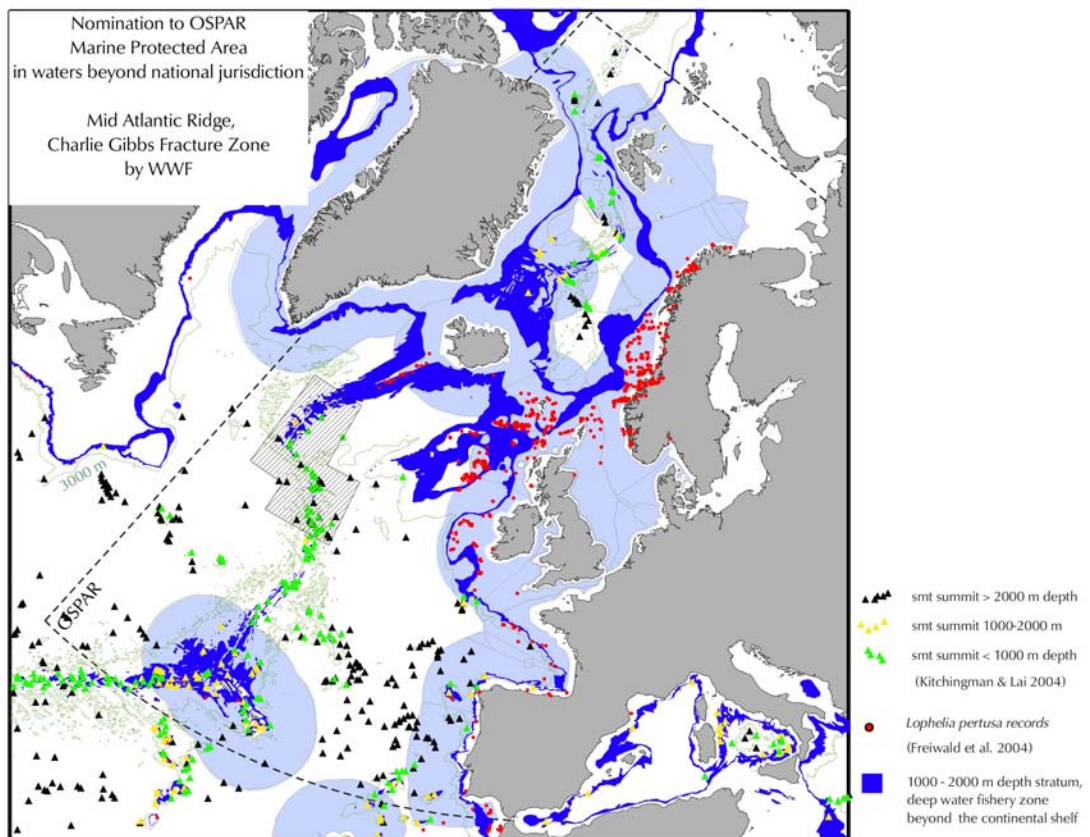 Nomination to OSPAR
Marine Protected Area
in waters beyond national jurisdiction
Mid Atlantic Ridge,
Charlie Gibbs Fracture Zone
by WWF
3000 m
OSPAR
smt summit > 2000 m depth
smt summit 1000-2000 m
smt summit < 1000 m depth
(Kitchingman & Lai 2004)
Lophelia pertusa records
(Freiwald et al. 2004)
1000 - 2000 m depth stratum,
deep water fishery zone
beyond the continental shelf